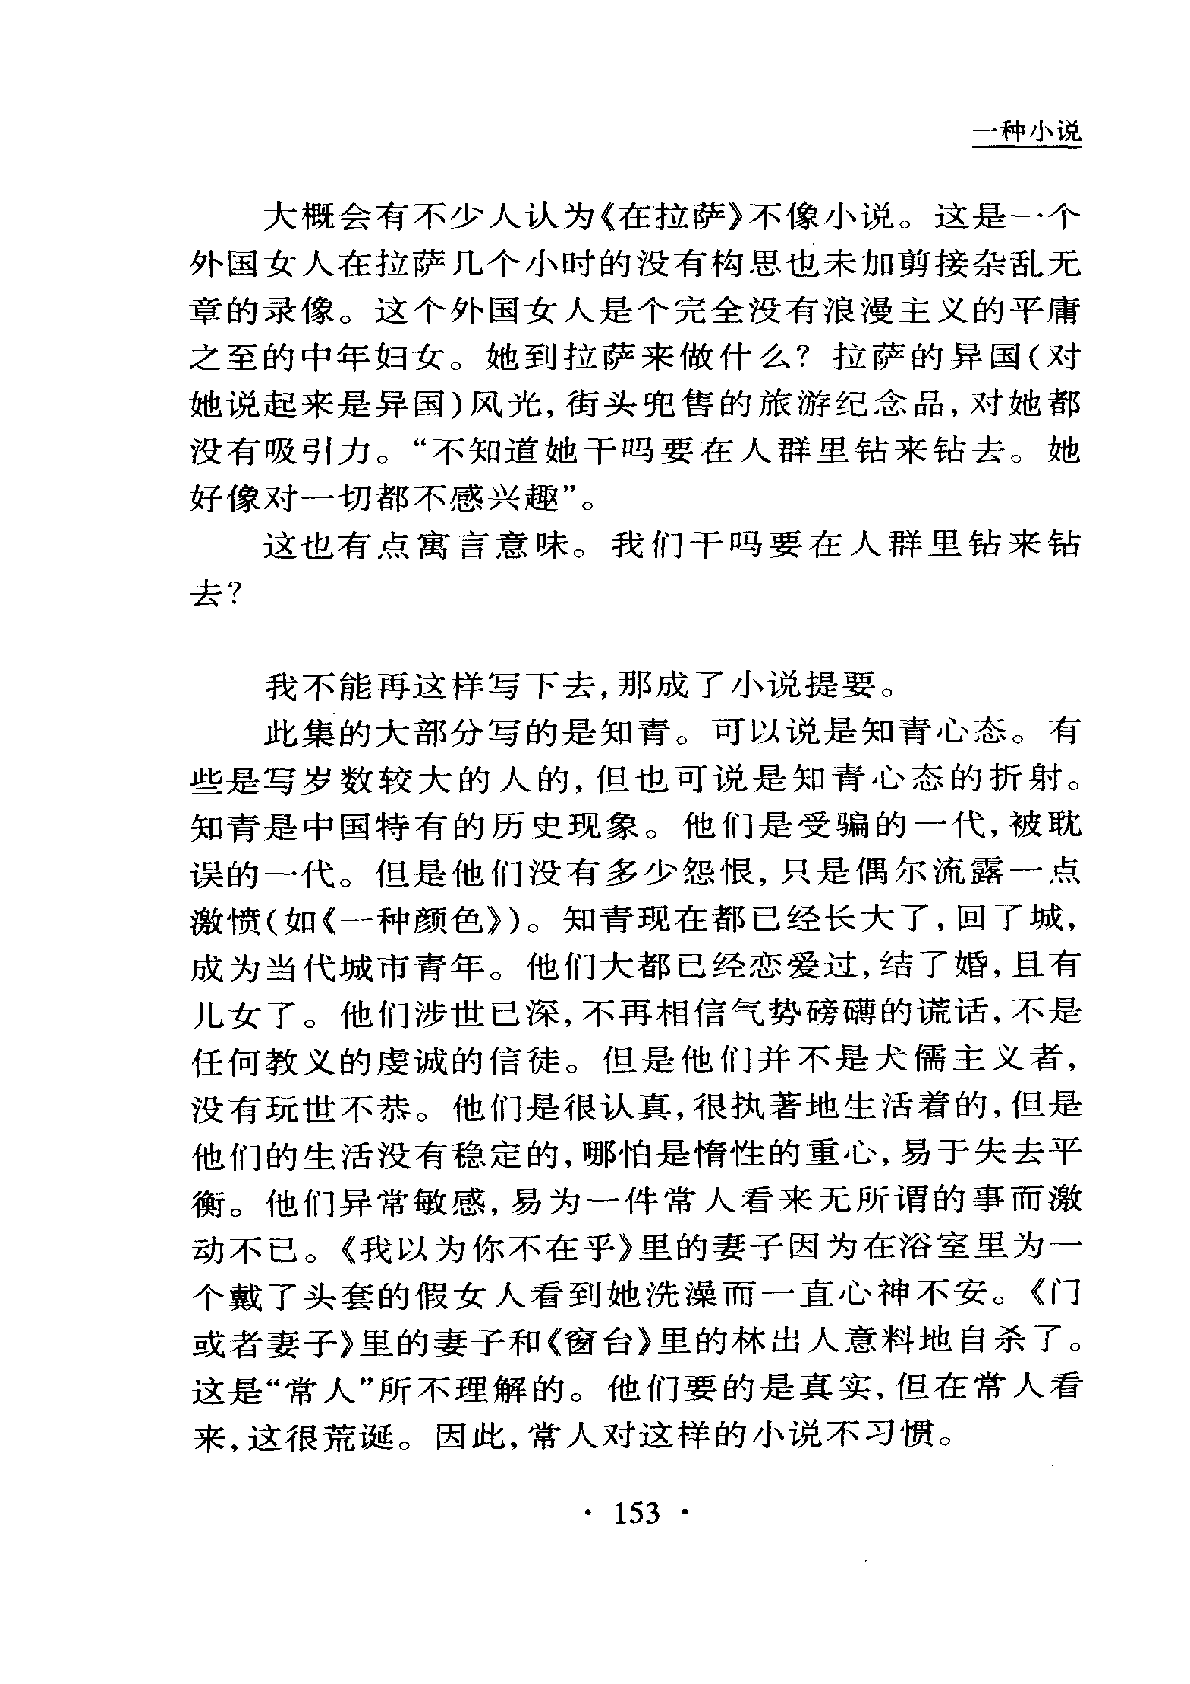 一种小说
大概会有不少人认为《在拉萨》不像小说。这是一个
外国女人在拉萨几个小时的没有构思也未加剪接杂乱无
章的录像。这个外国女人是个完全没有浪漫主义的平庸
之至的中年妇女。她到拉萨来做什么？拉萨的异国(对
她说起来是异国)风光,街头兜售的旅游纪念品,对她都
没有吸引力。“不知道她干吗要在人群里钻来钻去。她
好像对一切都不感兴趣”。
这也有点寓言意味。我们干吗要在人群里钻来钻
去？
我不能再这样写下去,那成了小说提要。
此集的大部分写的是知青。可以说是知青心态。有
些是写岁数较大的人的,但也可说是知青心态的折射。
知青是中国特有的历史现象。他们是受骗的一代,被耽
误的一代。但是他们没有多少怨恨,只是偶尔流露一点
激愤(如《一种颜色》)。知青现在都已经长大了,回了城,
成为当代城市青年。他们大都已经恋爱过,结了婚,且有
儿女了。他们涉世已深,不再相信气势磅礴的谎话,不是
任何教义的虔诚的信徒。但是他们并不是犬儒主义者,
没有玩世不恭。他们是很认真,很执著地生活着的,但是
他们的生活没有稳定的,哪怕是惰性的重心,易于失去平
衡。他们异常敏感,易为一件常人看来无所谓的事而激
动不已。《我以为你不在乎》里的妻子因为在浴室里为一
个戴了头套的假女人看到她洗澡而一直心神不安。《门
或者妻子》里的妻子和《窗台》里的林出人意料地自杀了。
这是“常人”所不理解的。他们要的是真实,但在常人看
来,这很荒诞。因此,常人对这样的小说不习惯。
· 153 ·